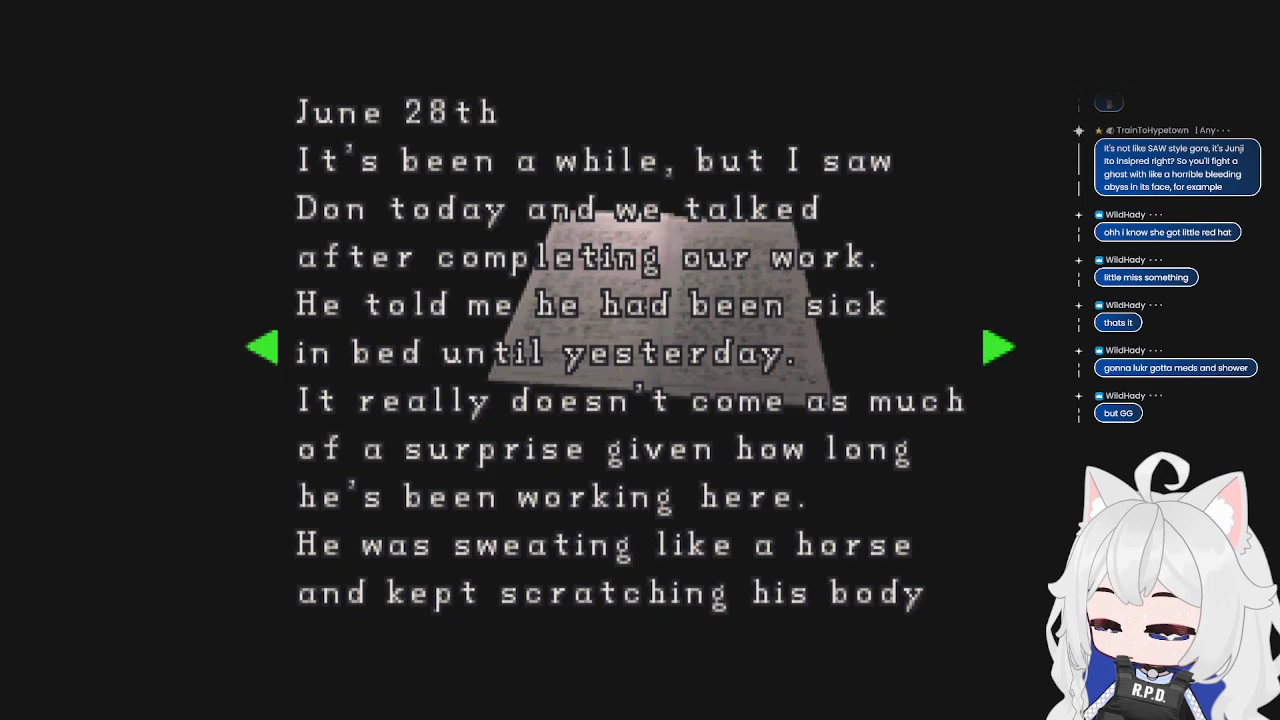 June 28th
It's been a while, but I saw
Don today and we talked
after completing our work.
He told me he had been sick
in bed until yesterday.
It really doesn't come as much
of a surprise given how long
he's been working here.
He was sweating like a horse
and kept scratching his body
TrainToHypetown | Any···
It's not like SAW style gore, it's Junji
Ito insipred right? So you'll fight a
ghost with like a horrible bleeding
abyss in its face, for example
WildHady ···
ohh i know she got little red hat
WildHady ···
little miss something
WildHady ···
thats it
WildHady ···
gonna lukr gotta meds and shower
WildHady ···
but GG
R.P.D.